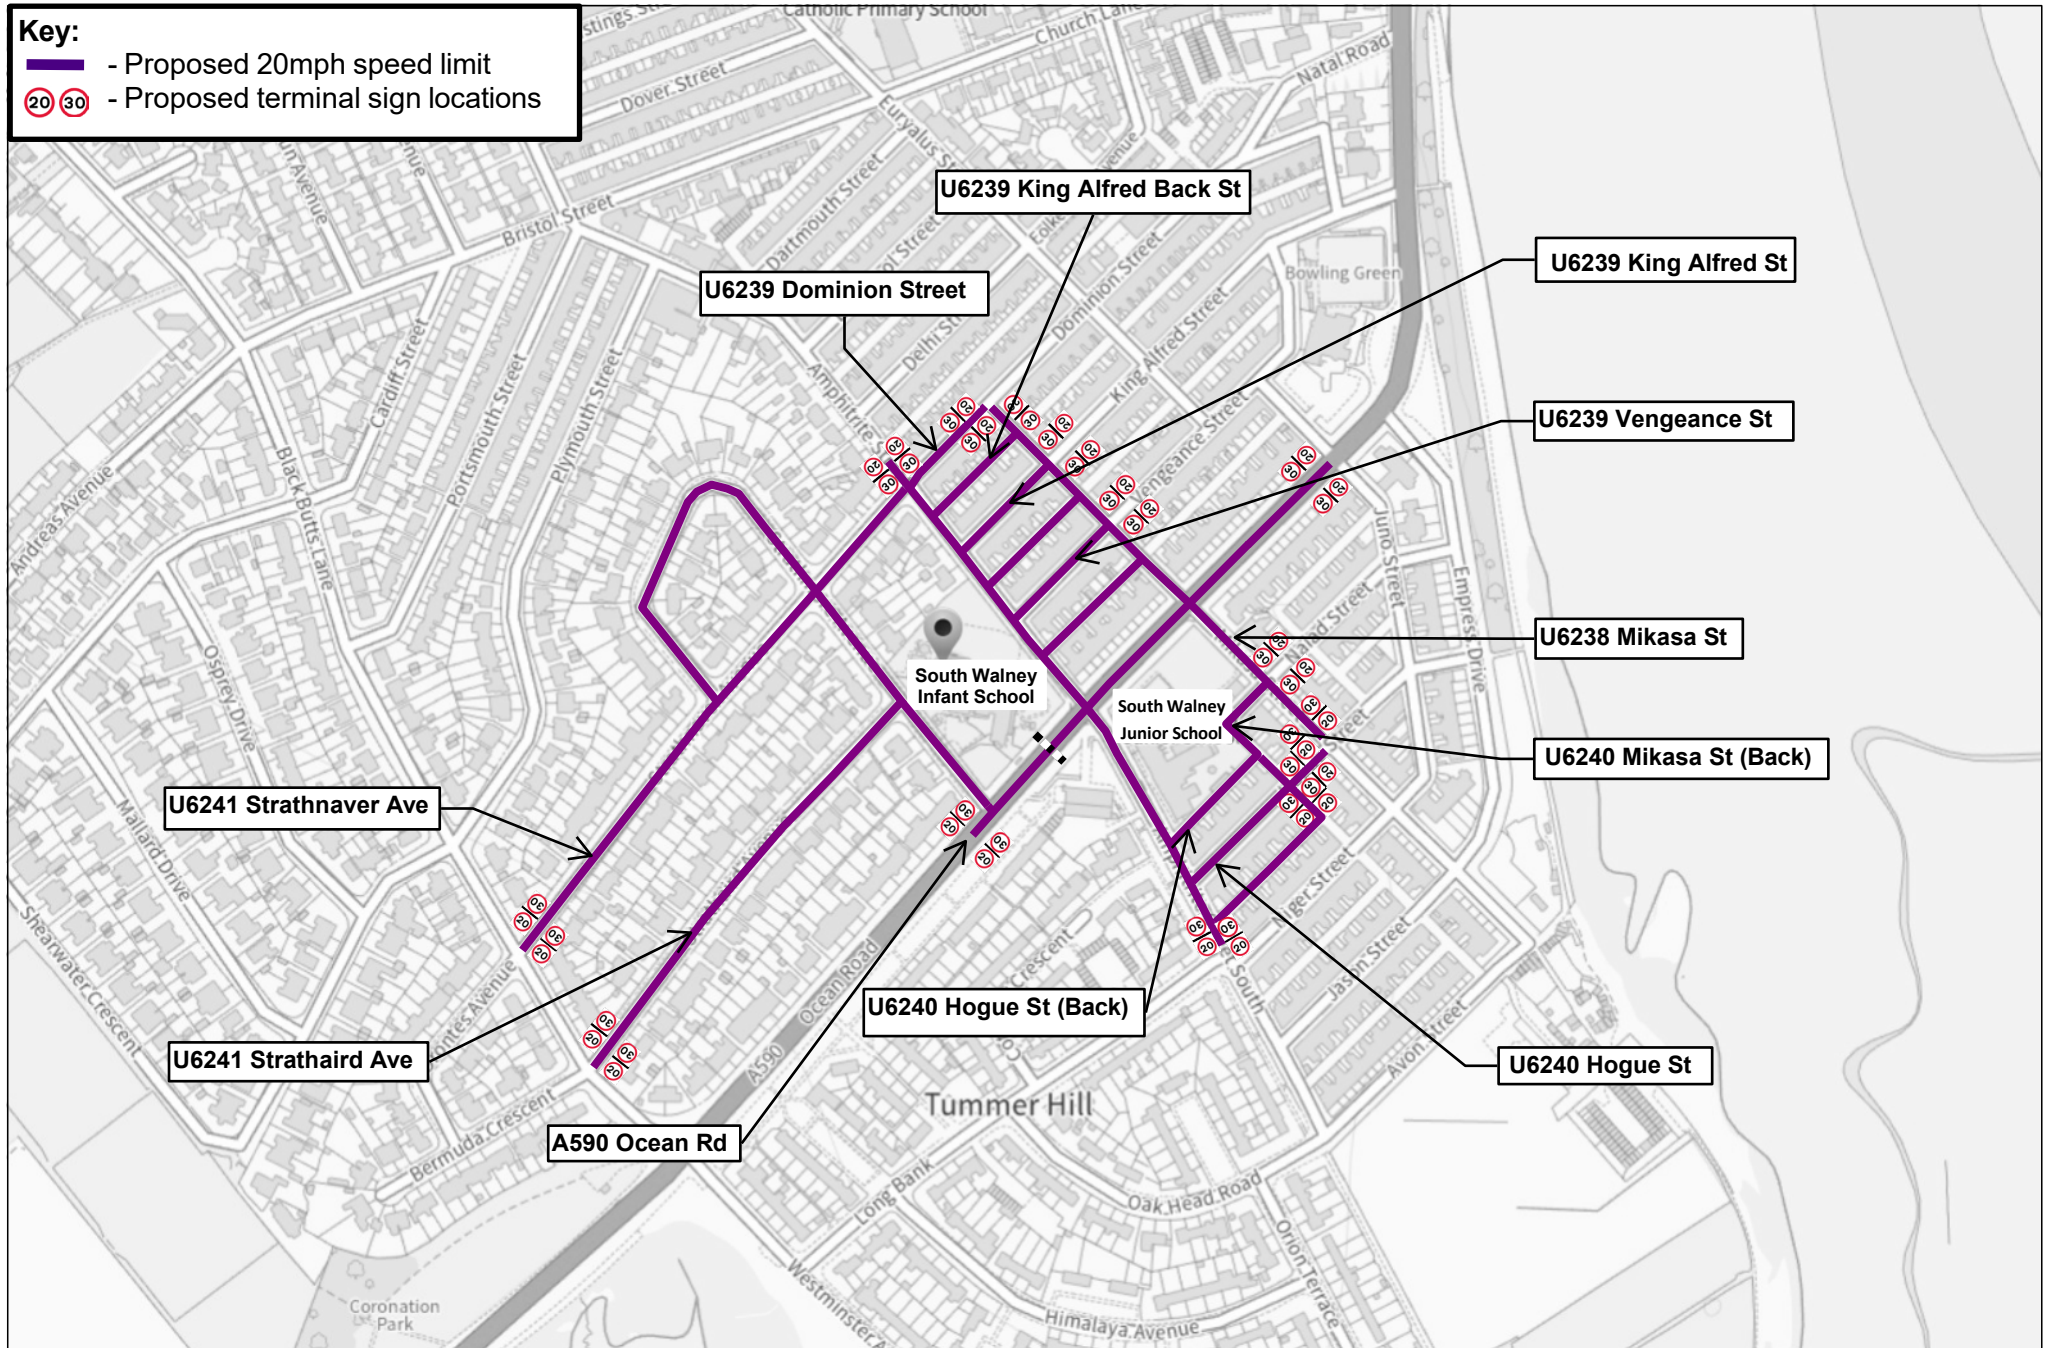 Key:
- Proposed 20mph speed limit
20 30 - Proposed terminal sign locations
Catholic Primary School
Church Lane
Dover Street
Natal Road
Bristol Street
Dartmouth Street
U6239 King Alfred Back St
U6239 King Alfred St
Bowling Green
U6239 Dominion Street
Dominion Street
King Alfred Street
Cardiff Street
Portsmouth Street
Plymouth Street
Amphitrite
U6239 Vengeance St
Vengeance Street
Andreas Avenue
Black Butts Lane
Juno Street
Empress Drive
Naiad Street
Osprey Drive
U6238 Mikasa St
South Walney
Infant School
South Walney
Junior School
U6240 Mikasa St (Back)
U6241 Strathnaver Ave
Mallard Drive
Shearwater Crescent
Niger Street
Jason Street
Crescent
Ocean Road
A590
U6240 Hogue St (Back)
U6241 Strathaird Ave
U6240 Hogue St
Avon Street
Tummer Hill
A590 Ocean Rd
Bermuda Crescent
Long Bank
Oak Head Road
Orion Terrace
Westminster
Himalaya Avenue
Coronation
Park